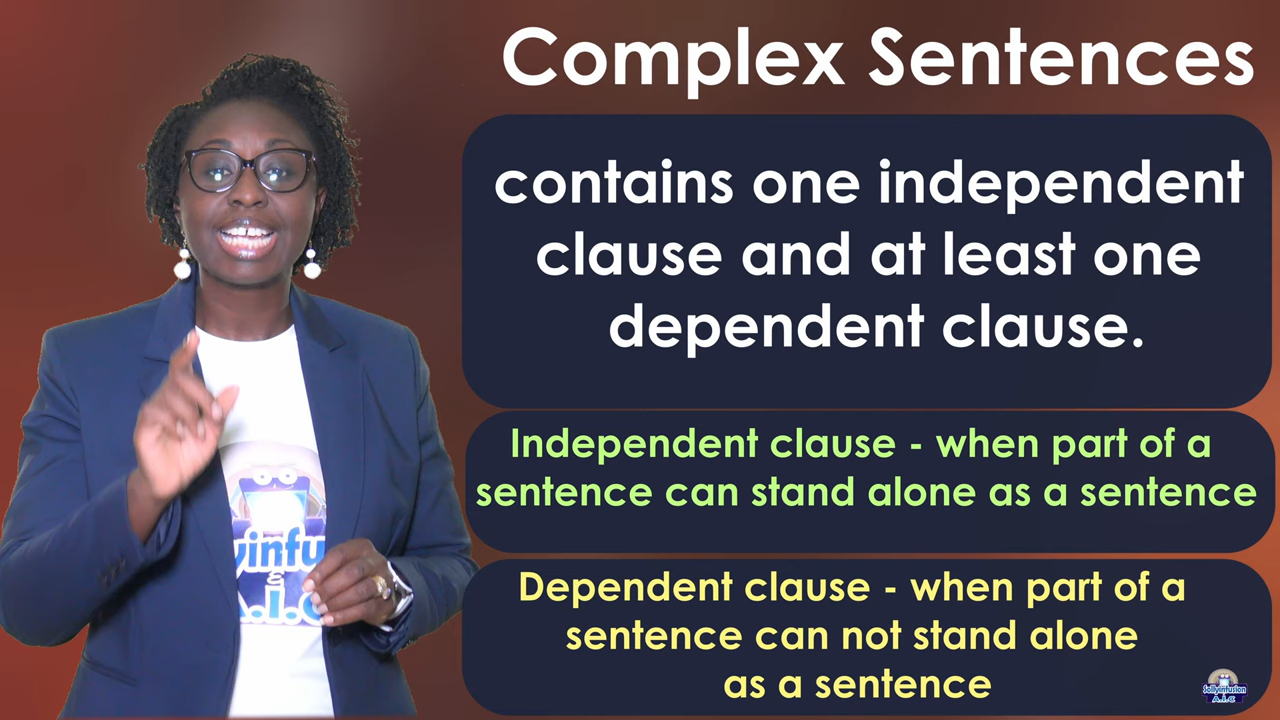 Complex Sentences
contains one independent
clause and at least one
dependent clause.
Independent clause - when part of a
sentence can stand alone as a sentence
Dependent clause - when part of a
sentence can not stand alone
as a sentence
A.I.C
Sollyinfusion
A.I.C